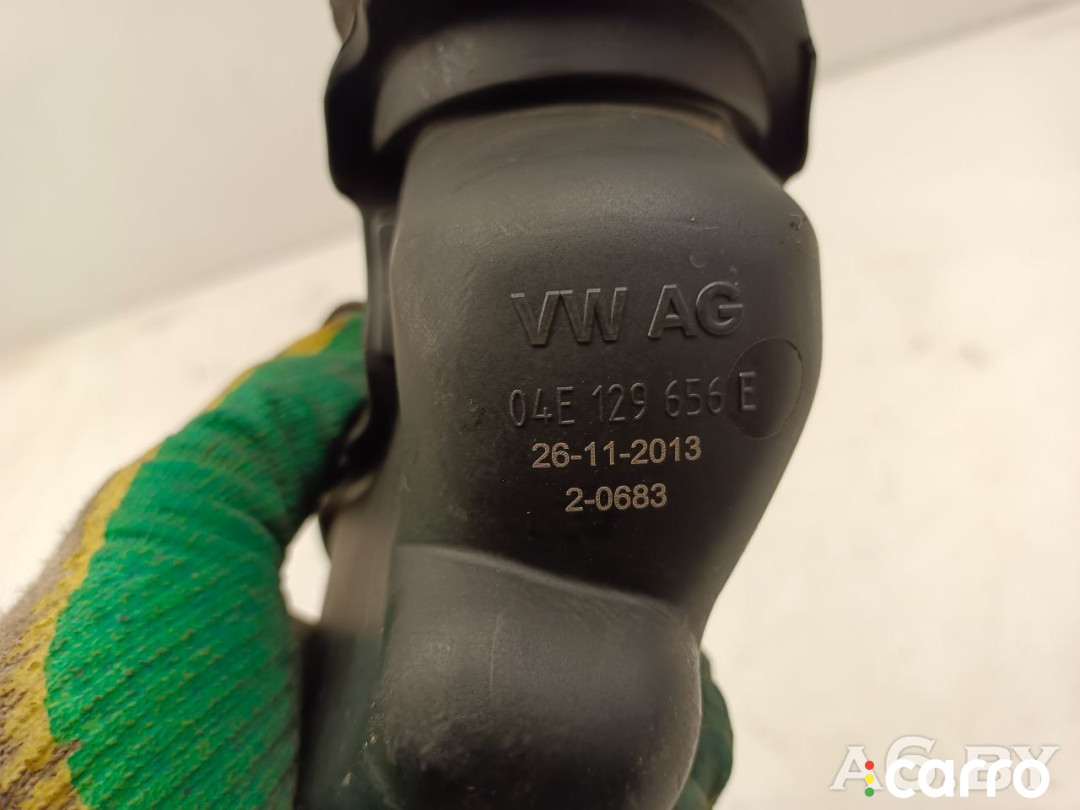 VW AG
04E 129 656 E
26-11-2013
2-0683
carro